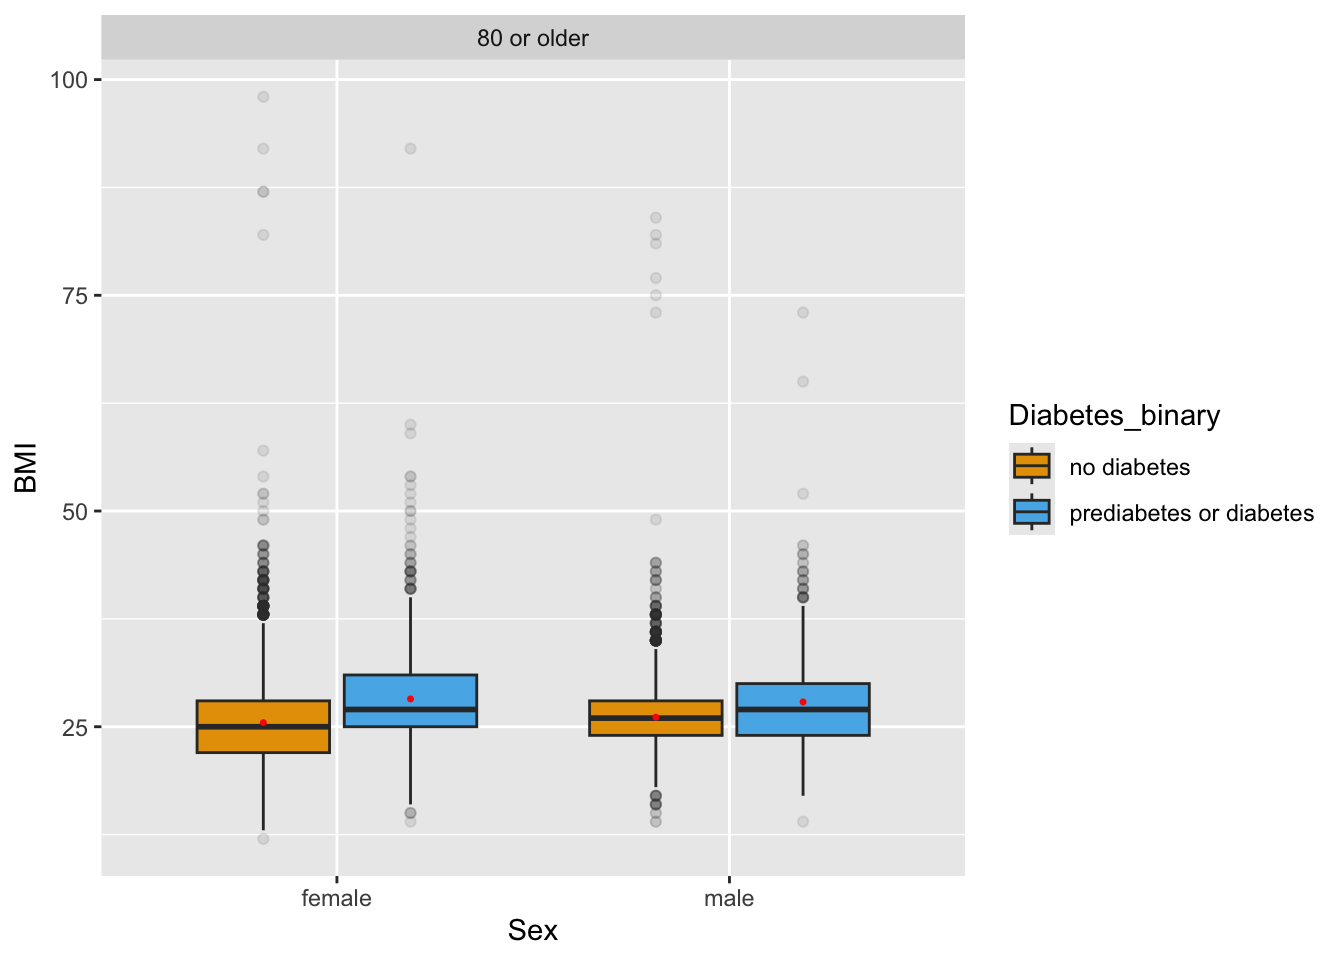 80 or older
100
75
50
25
BMI
female
male
Sex
Diabetes_binary
no diabetes
prediabetes or diabetes